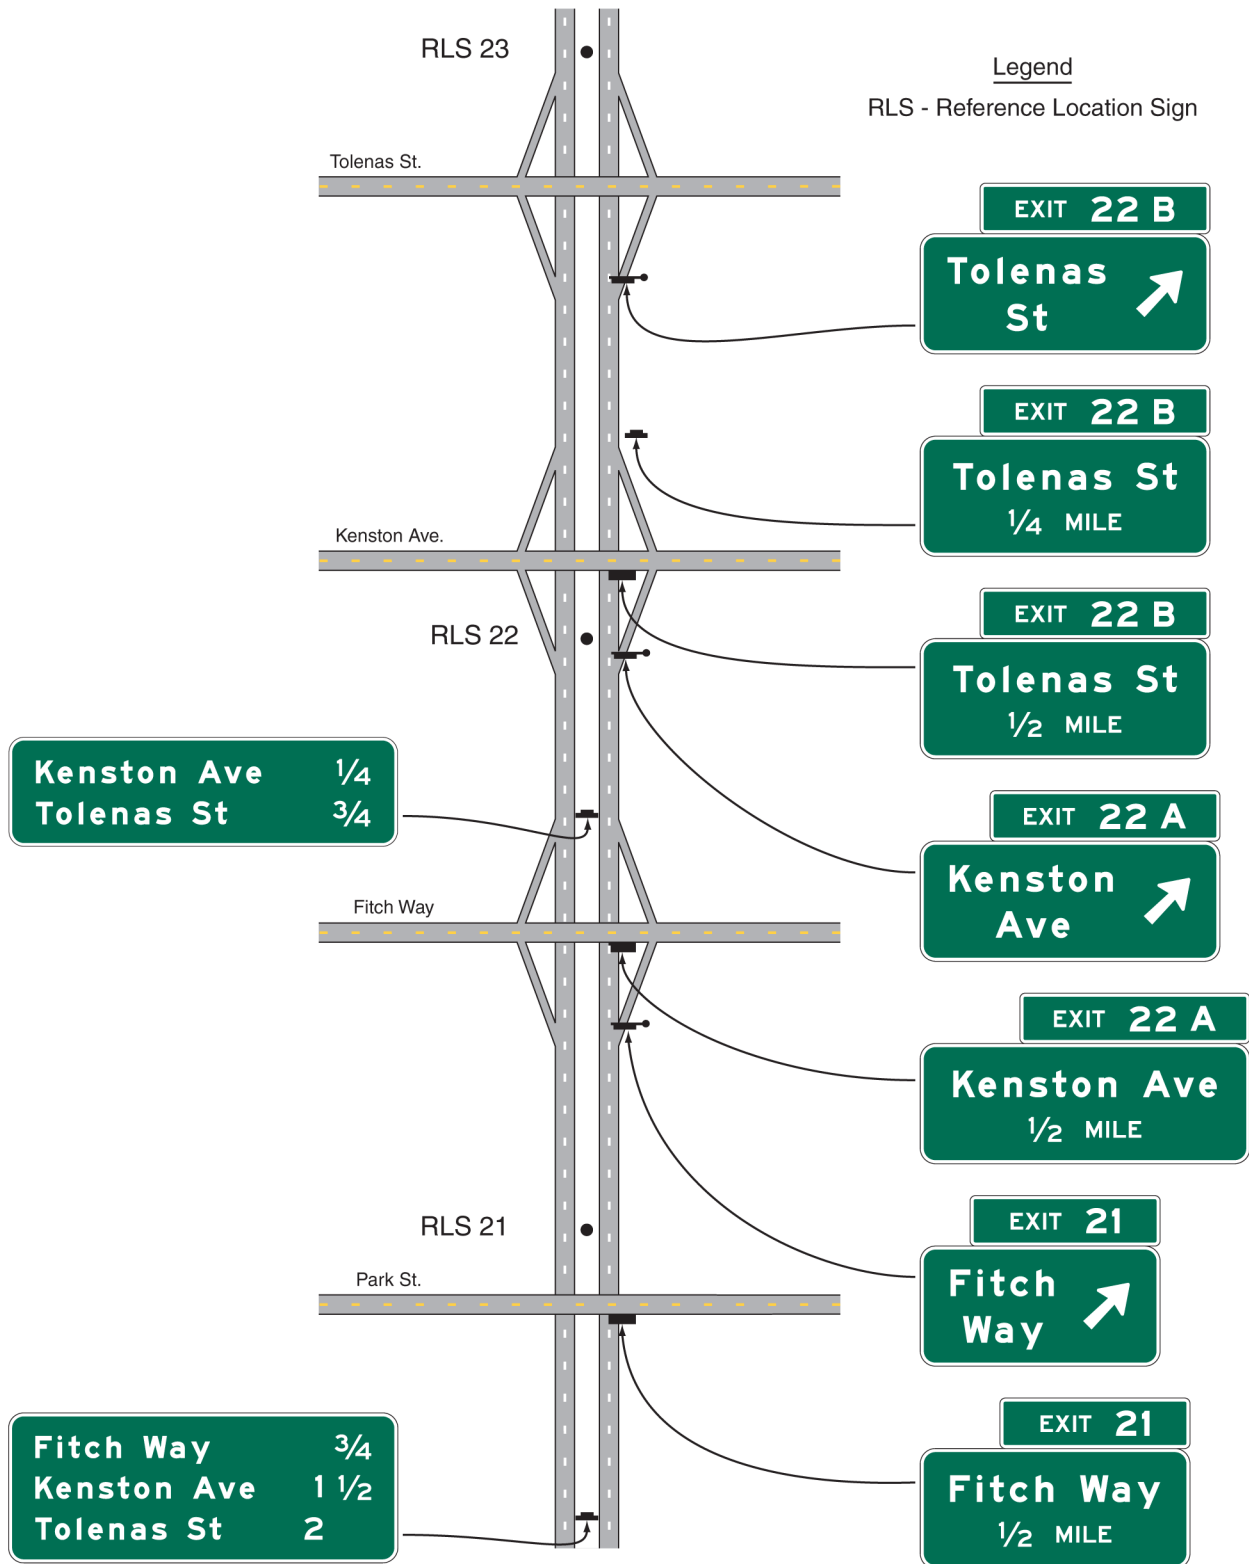 RLS 23
Legend
RLS - Reference Location Sign
Tolenas St.
EXIT 22 B
Tolenas
St
EXIT 22 B
Tolenas St
1/4 MILE
Kenston Ave.
EXIT 22 B
Tolenas St
1/2 MILE
RLS 22
Kenston Ave 1/4
Tolenas St 3/4
EXIT 22 A
Kenston
Ave
Fitch Way
EXIT 22 A
Kenston Ave
1/2 MILE
RLS 21
EXIT 21
Fitch
Way
Park St.
EXIT 21
Fitch Way
1/2 MILE
Fitch Way 3/4
Kenston Ave 1 1/2
Tolenas St 2